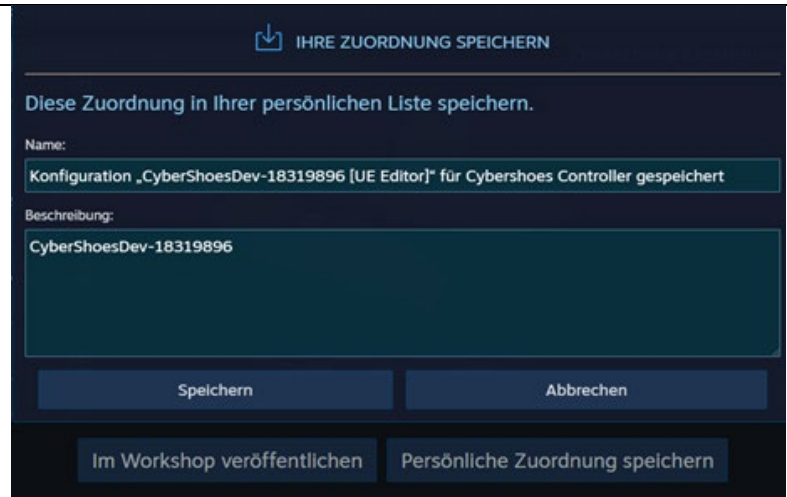 IHRE ZUORDNUNG SPEICHERN
Diese Zuordnung in Ihrer persönlichen Liste speichern.
Name:
Konfiguration „CyberShoesDev-18319896 [UE Editor]" für Cybershoes Controller gespeichert
Beschreibung:
CyberShoesDev-18319896
Speichern
Abbrechen
Im Workshop veröffentlichen
Persönliche Zuordnung speichern